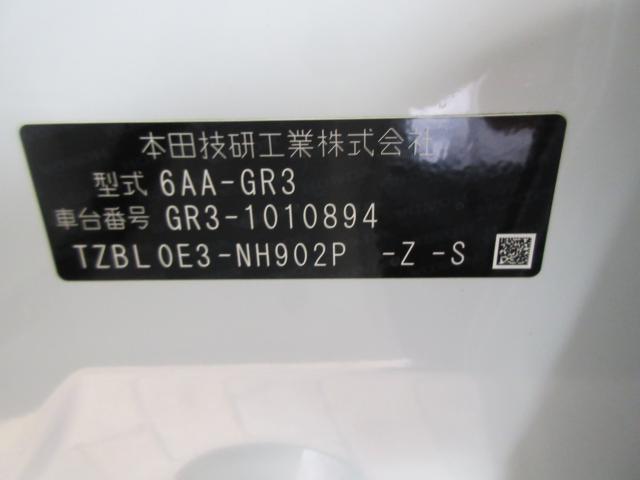 本田技研工業株式会社
型式 6AA-GR3
車台番号 GR3-1010894
TZBL0E3-NH902P -Z -S